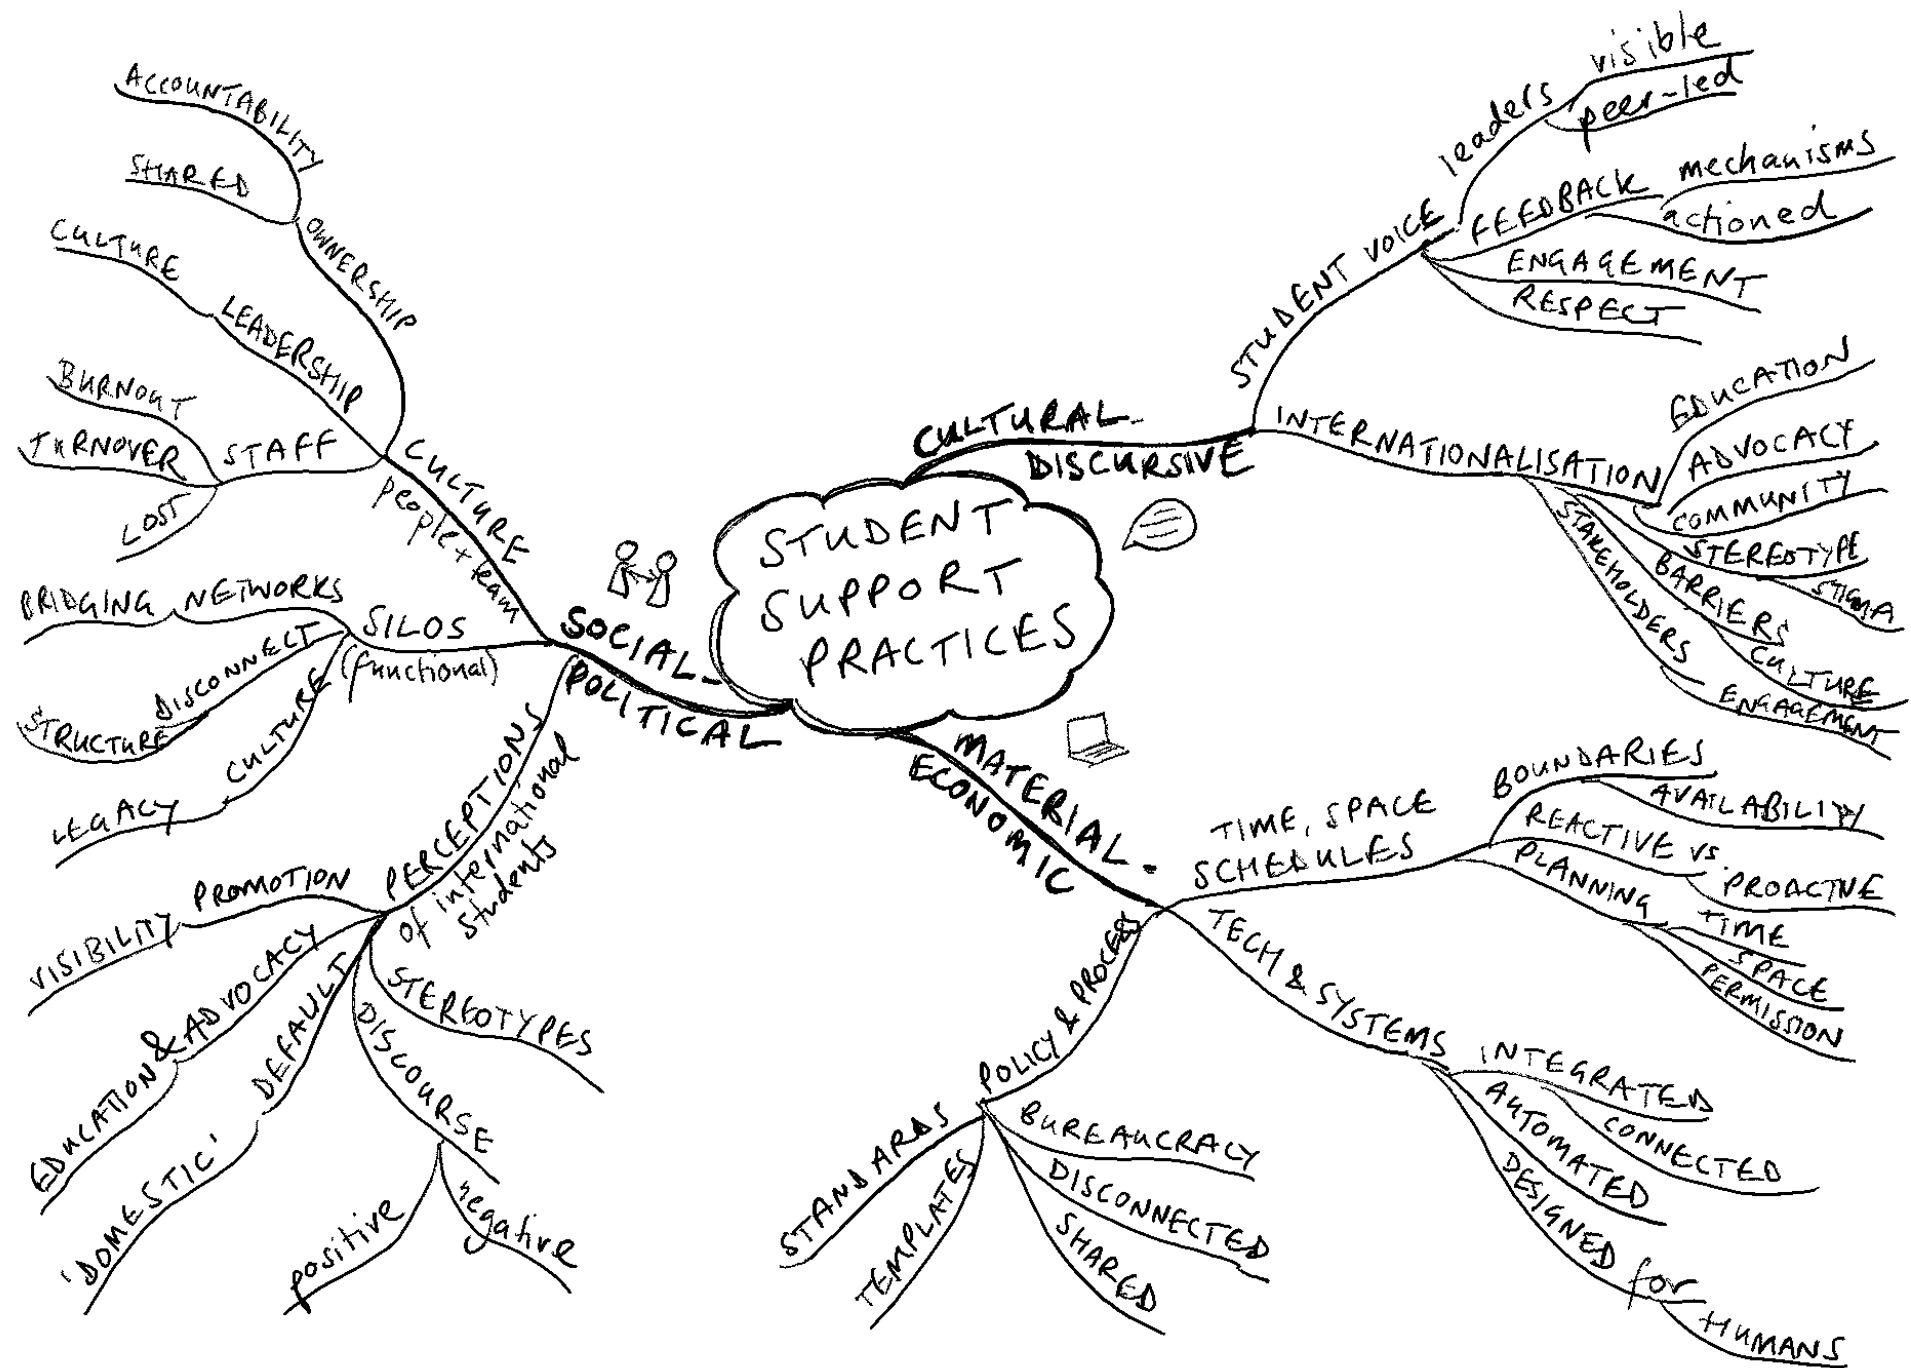 STUDENT
SUPPORT
PRACTICES
CULTURAL-
DISCURSIVE
STUDENT VOICE
leaders
visible
peer-led
FEEDBACK
mechanisms
actioned
ENGAGEMENT
RESPECT
INTERNATIONALISATION
EDUCATION
ADVOCACY
COMMUNITY
STEREOTYPE
STIGMA
BARRIERS
CULTURE
STAKEHOLDERS
ENGAGEMENT
MATERIAL-
ECONOMIC
TIME, SPACE
SCHEDULES
BOUNDARIES
AVAILABILITY
REACTIVE vs.
PROACTIVE
PLANNING
TIME
SPACE
PERMISSION
TECH & SYSTEMS
INTEGRATED
CONNECTED
AUTOMATED
DESIGNED for
HUMANS
POLICY & PROCESS
BUREAUCRACY
DISCONNECTED
SHARED
TEMPLATES
STANDARDS
SOCIAL-
POLITICAL
CULTURE
people + team
OWNERSHIP
ACCOUNTABILITY
SHARED
LEADERSHIP
CULTURE
STAFF
BURNOUT
TURNOVER
LOST
SILOS
(functional)
NETWORKS
BRIDGING
DISCONNECT
STRUCTURE
CULTURE
LEGACY
PERCEPTIONS
of international
students
PROMOTION
VISIBILITY
EDUCATION & ADVOCACY
DEFAULT
'DOMESTIC'
DISCOURSE
positive
negative
STEREOTYPES